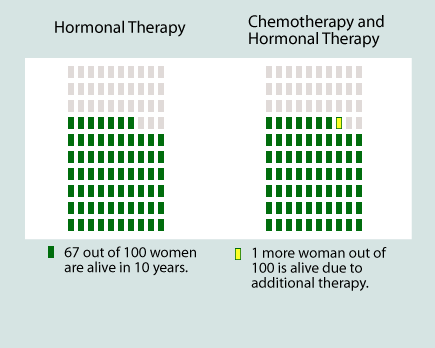 Hormonal Therapy
Chemotherapy and
Hormonal Therapy
67 out of 100 women
are alive in 10 years.
1 more woman out of
100 is alive due to
additional therapy.